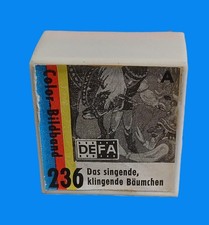 Color-Bildband
A
DEFA
236 Das singende,
klingende Bäumchen